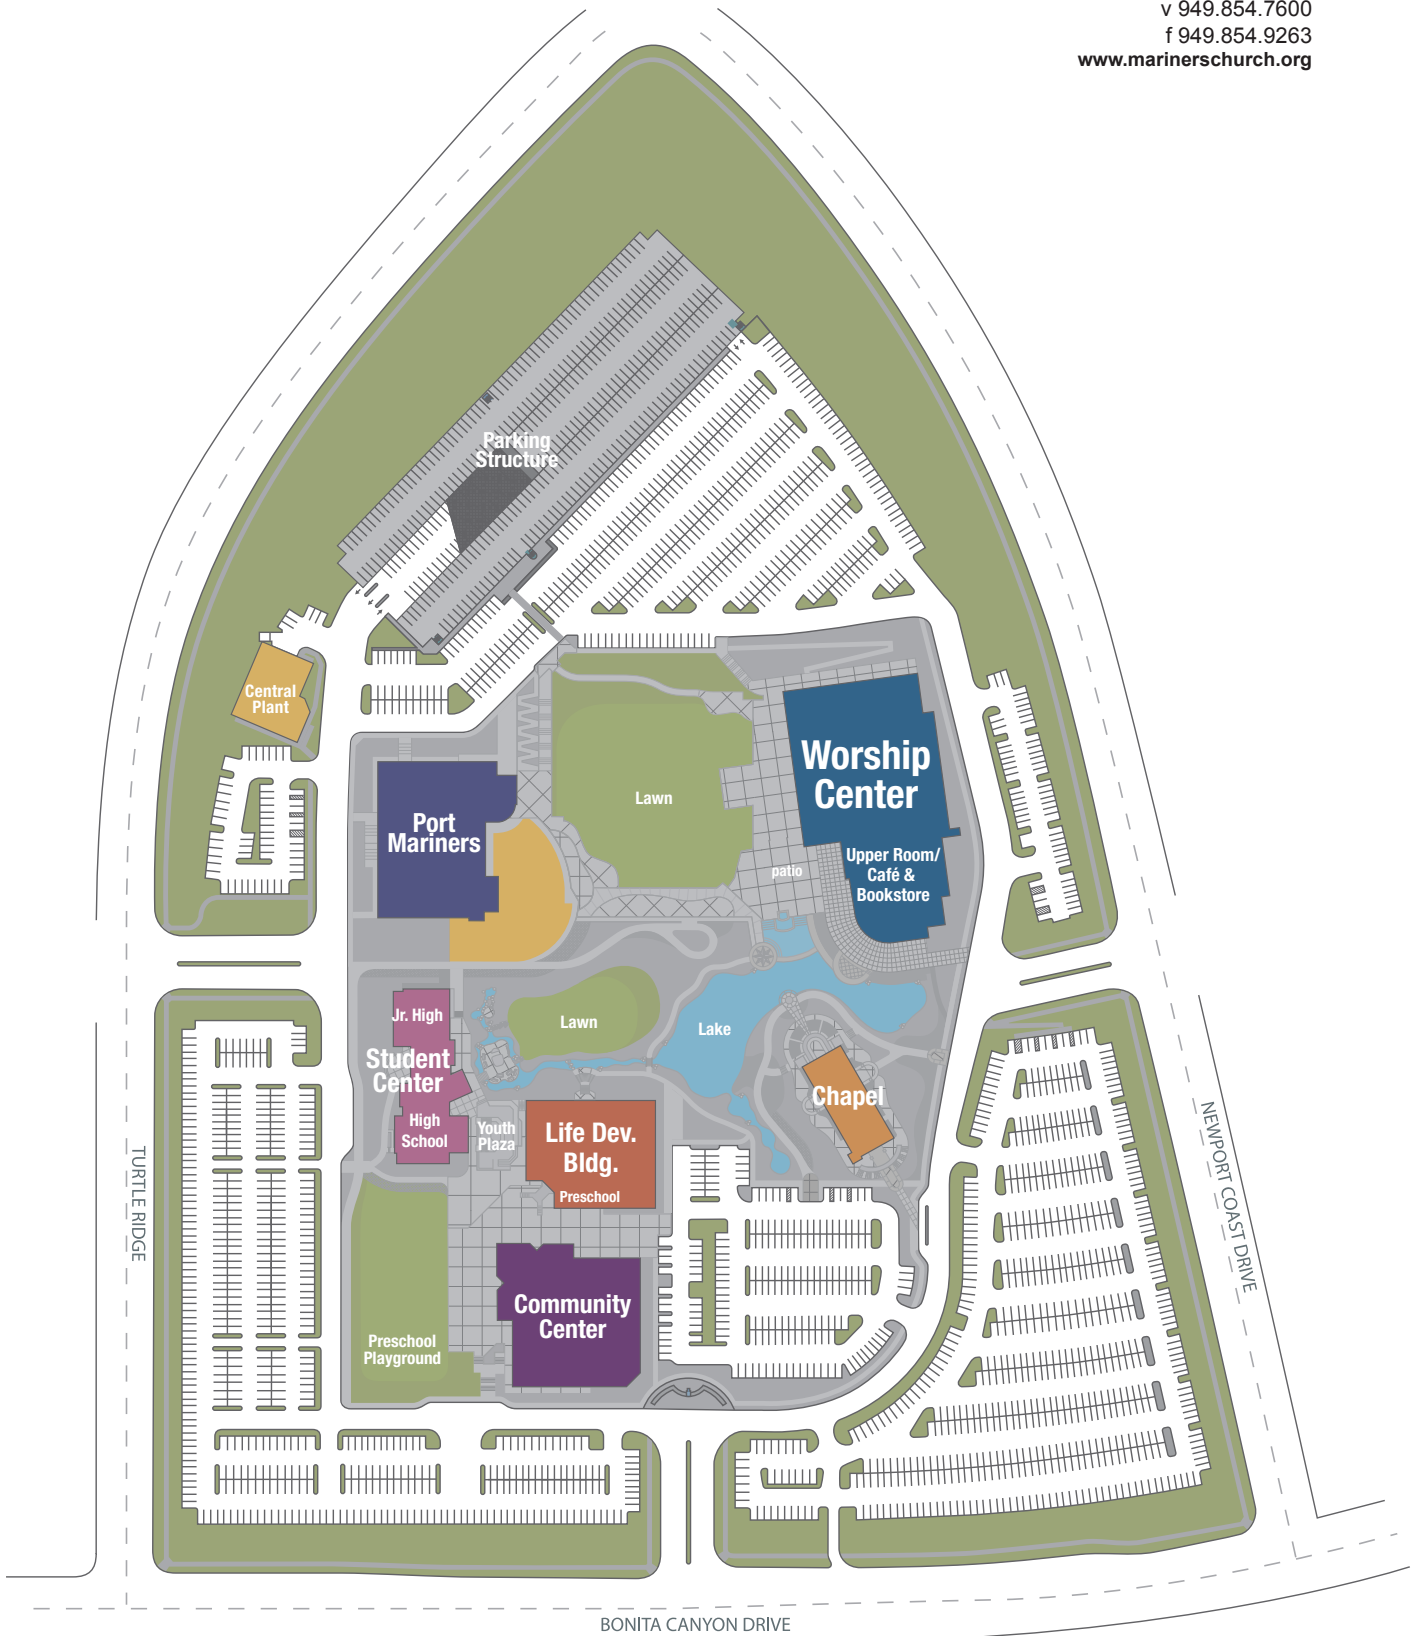 v 949.854.7600
f 949.854.9263
www.marinerschurch.org
Parking
Structure
Central
Plant
Worship
Center
Lawn
Port
Mariners
Upper Room/
Café &
Bookstore
patio
Jr. High
Lawn
Lake
Student
Center
Chapel
High
School
Youth
Plaza
Life Dev.
Bldg.
Preschool
TURTLE RIDGE
NEWPORT COAST DRIVE
Community
Center
Preschool
Playground
BONITA CANYON DRIVE